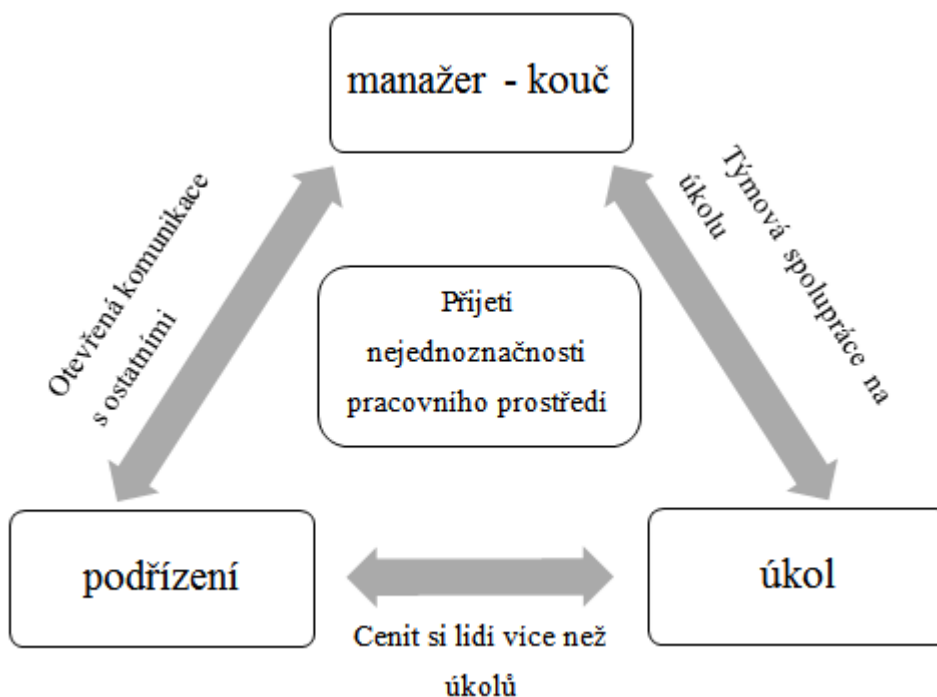 manažer - kouč
Otevřená komunikace
s ostatními
Týmová spolupráce na
úkolu
Přijeti
nejednoznačnosti
pracovního prostředí
podřízení
úkol
Cenit si lidí více než
úkolů